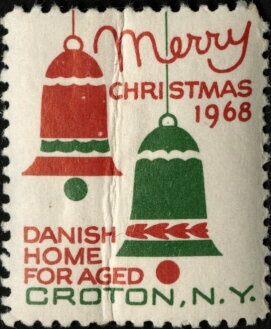 Merry
CHRISTMAS
1968
DANISH
HOME
FOR AGED
CROTON, N.Y.